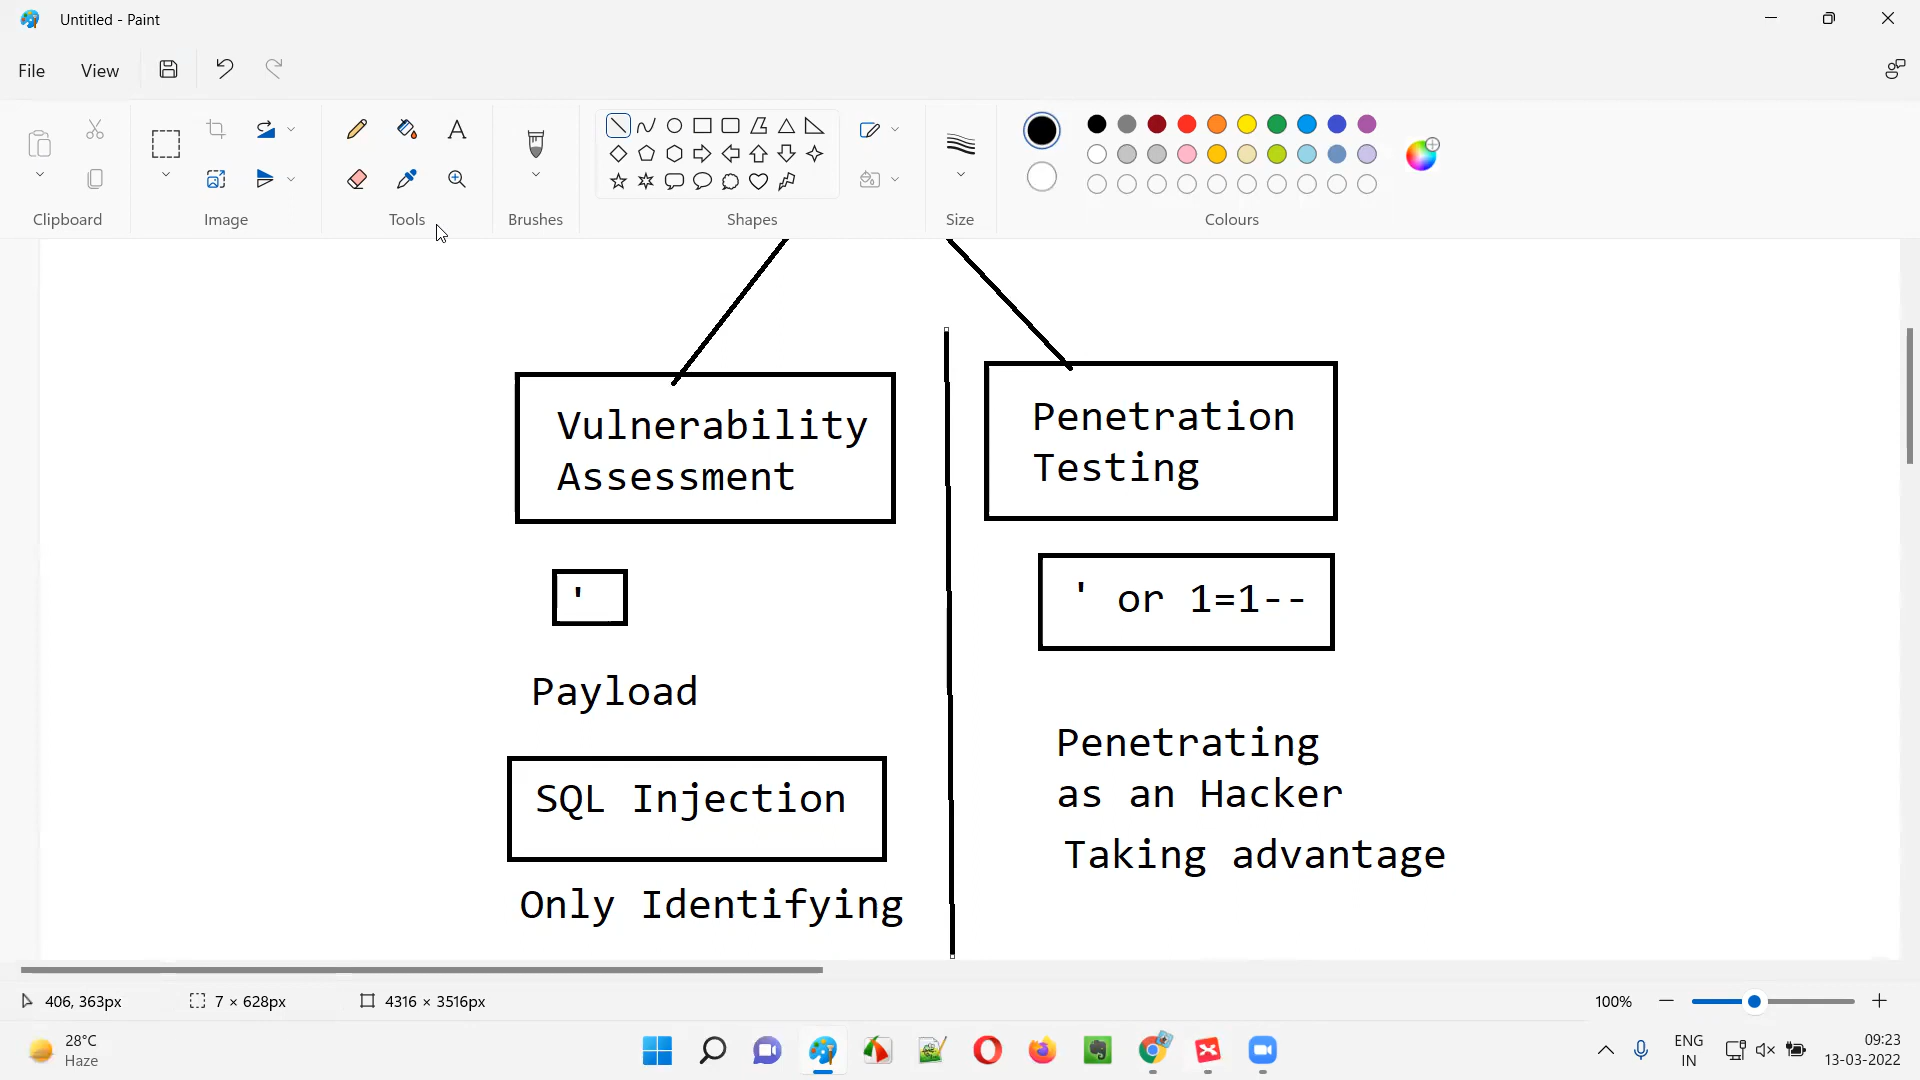 Untitled - Paint
File View
Clipboard
Image
Tools
Brushes
Shapes
Size
Colours
Vulnerability
Assessment
'
Payload
SQL Injection
Only Identifying
Penetration
Testing
' or 1=1--
Penetrating
as an Hacker
Taking advantage
406, 363px
7 × 628px
4316 × 3516px
100%
28°C
Haze
ENG
IN
09:23
13-03-2022